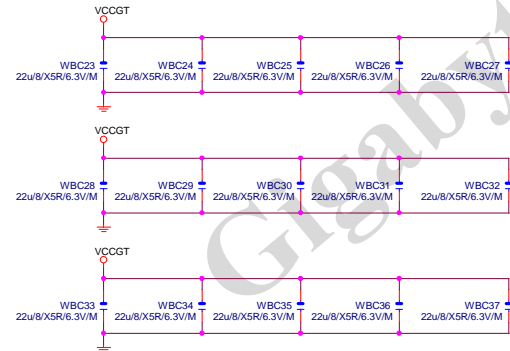 VCCGT
WBC23 WBC24 WBC25 WBC26 WBC27
22u/8/X5R/6.3V/M 22u/8/X5R/6.3V/M 22u/8/X5R/6.3V/M 22u/8/X5R/6.3V/M 22u/8/X5R/6.3V/M
VCCGT
WBC28 WBC29 WBC30 WBC31 WBC32
22u/8/X5R/6.3V/M 22u/8/X5R/6.3V/M 22u/8/X5R/6.3V/M 22u/8/X5R/6.3V/M 22u/8/X5R/6.3V/M
VCCGT
WBC33 WBC34 WBC35 WBC36 WBC37
22u/8/X5R/6.3V/M 22u/8/X5R/6.3V/M 22u/8/X5R/6.3V/M 22u/8/X5R/6.3V/M 22u/8/X5R/6.3V/M